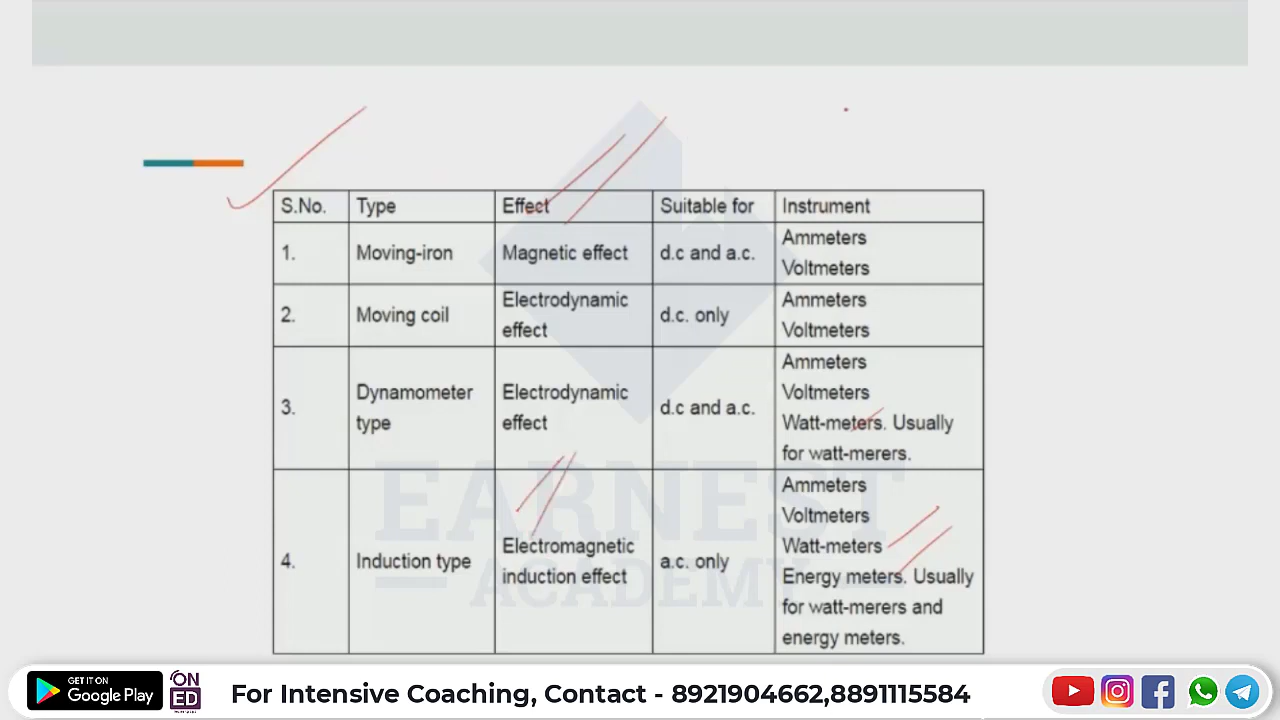 S.No. Type Effect Suitable for Instrument
1. Moving-iron Magnetic effect d.c and a.c. Ammeters
Voltmeters
2. Moving coil Electrodynamic effect d.c. only Ammeters
Voltmeters
3. Dynamometer type Electrodynamic effect d.c and a.c. Ammeters
Voltmeters
Watt-meters. Usually
for watt-merers.
4. Induction type Electromagnetic induction effect a.c. only Ammeters
Voltmeters
Watt-meters
Energy meters. Usually
for watt-merers and
energy meters.
EARNEST
ACADEMY
GET IT ON
Google Play
ON
ED
For Intensive Coaching, Contact - 8921904662,8891115584